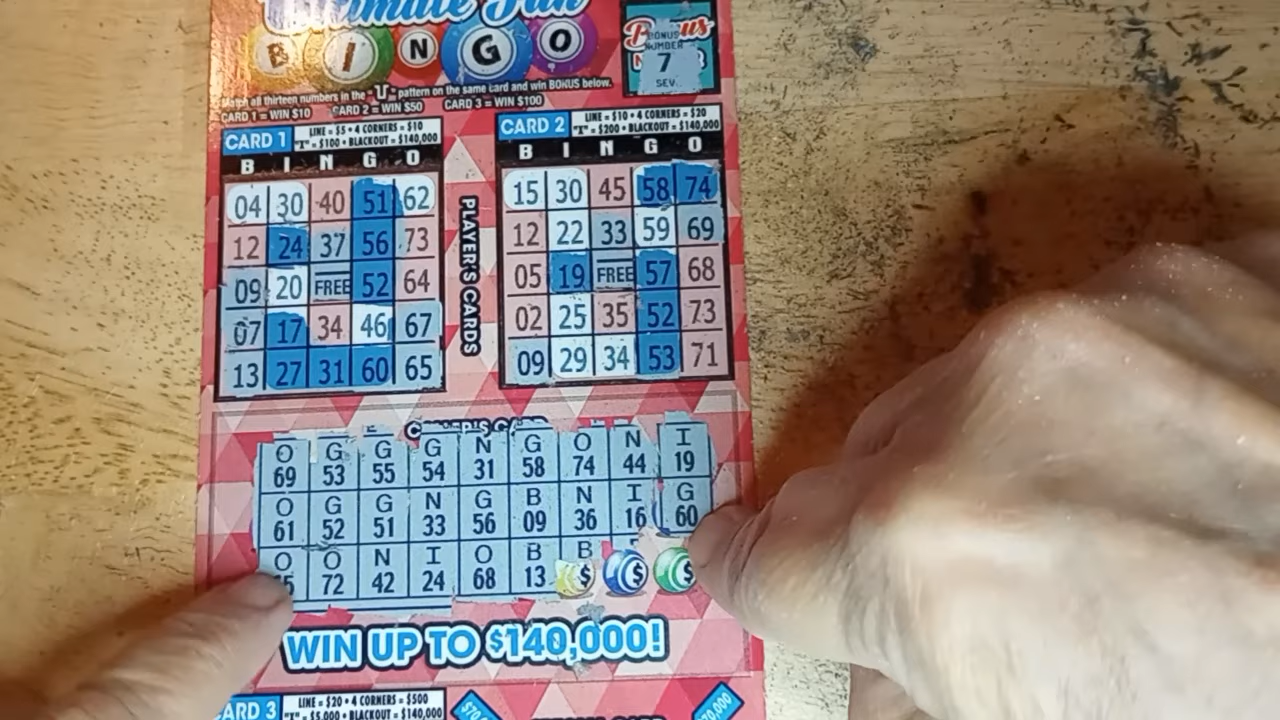 Ultimate Fun
BINGO
Bonus
BONUS
NUMBER
7
SEV.
Match all thirteen numbers in the "U" pattern on the same card and win BONUS below.
CARD 1 = WIN $10 CARD 2 = WIN $50 CARD 3 = WIN $100
CARD 1
LINE = $5 • 4 CORNERS = $10
"X" = $100 • BLACKOUT = $140,000
B I N G O
04 30 40 51 62
12 24 37 56 73
09 20 FREE 52 64
07 17 34 46 67
13 27 31 60 65
PLAYER'S CARDS
CARD 2
LINE = $10 • 4 CORNERS = $20
"X" = $200 • BLACKOUT = $140,000
B I N G O
15 30 45 58 74
12 22 33 59 69
05 19 FREE 57 68
02 25 35 52 73
09 29 34 53 71
O G G G N G O N I
69 53 55 54 31 58 74 44 19
O G G N G B N I G
61 52 51 33 56 09 36 16 60
O O N I O B B
72 42 24 68 13 $ $ $
WIN UP TO $140,000!
CARD 3
LINE = $20 • 4 CORNERS = $500
"X" = $5,000 • BLACKOUT = $140,000